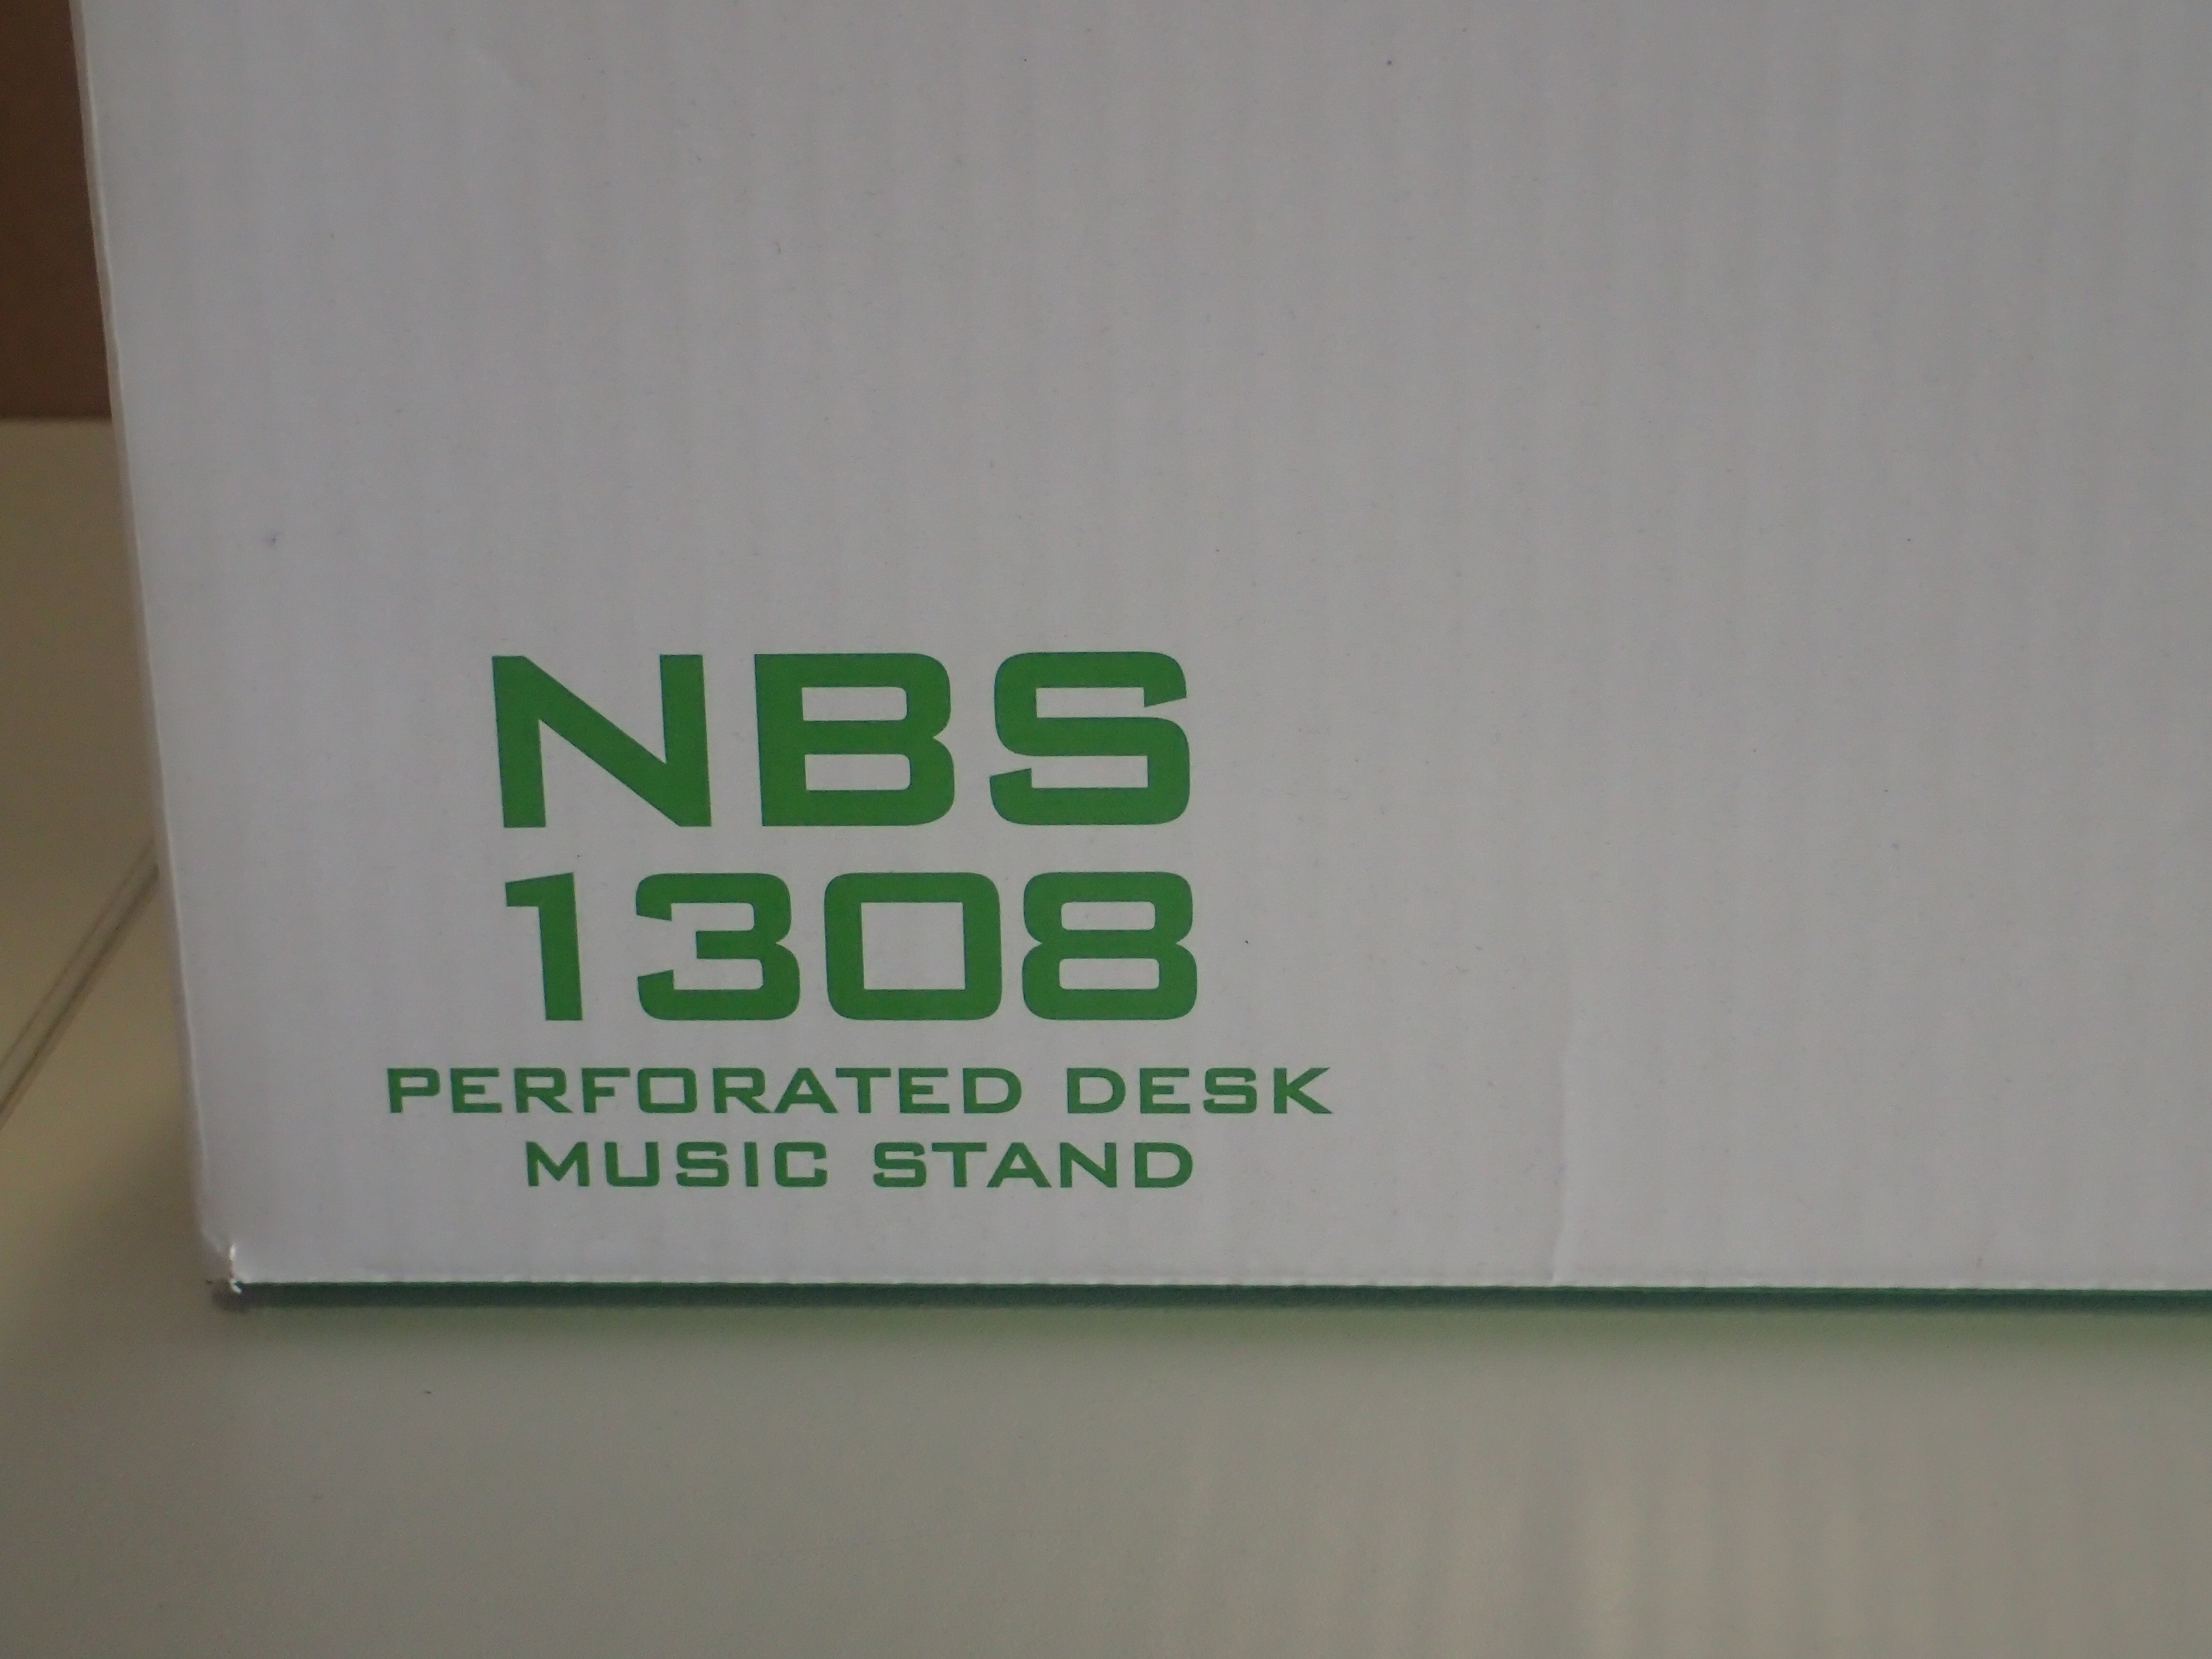 NBS
1308
PERFORATED DESK
MUSIC STAND